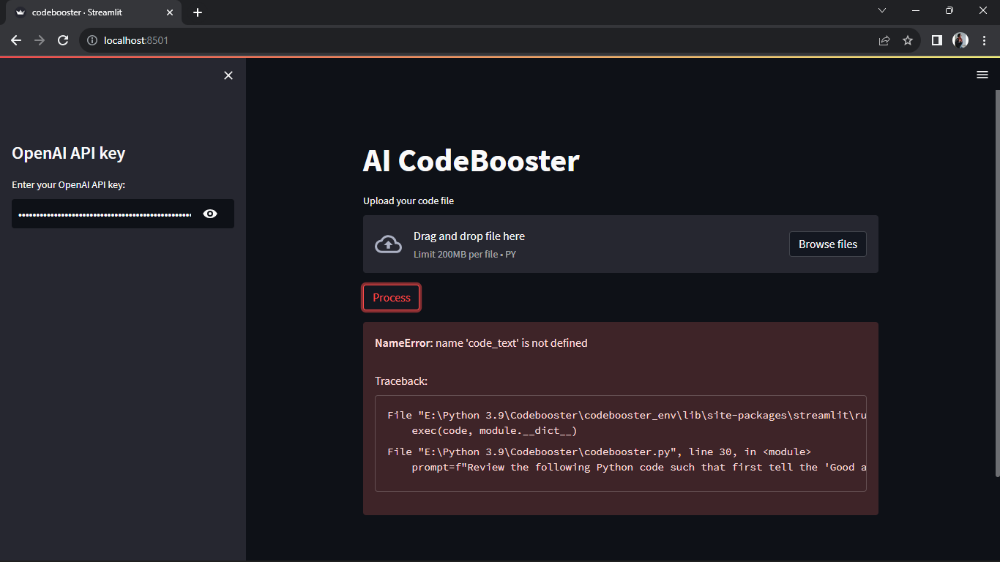 codebooster · Streamlit
localhost:8501
OpenAI API key
Enter your OpenAI API key:
AI CodeBooster
Upload your code file
Drag and drop file here
Limit 200MB per file • PY
Browse files
Process
NameError: name 'code_text' is not defined
Traceback:
File "E:\Python 3.9\Codebooster\codebooster_env\lib\site-packages\streamlit\ru
exec(code, module.__dict__)
File "E:\Python 3.9\Codebooster\codebooster.py", line 30, in <module>
prompt=f"Review the following Python code such that first tell the 'Good a